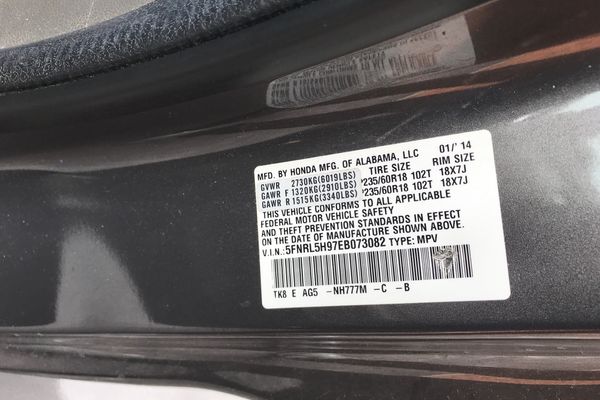 MFD. BY HONDA MFG. OF ALABAMA, LLC 01/'14
TIRE SIZE RIM SIZE
GVWR 2730KG(6019LBS)
GAWR F 1320KG(2910LBS) P235/60R18 102T 18X7J
GAWR R 1515KG(3340LBS) P235/60R18 102T 18X7J
THIS VEHICLE CONFORMS TO ALL APPLICABLE
FEDERAL MOTOR VEHICLE SAFETY
AND THEFT PREVENTION STANDARDS IN EFFECT
ON THE DATE OF MANUFACTURE SHOWN ABOVE.
V.I.N: 5FNRL5H97EB073082 TYPE: MPV
TK8 E AG5 -NH777M -C -B